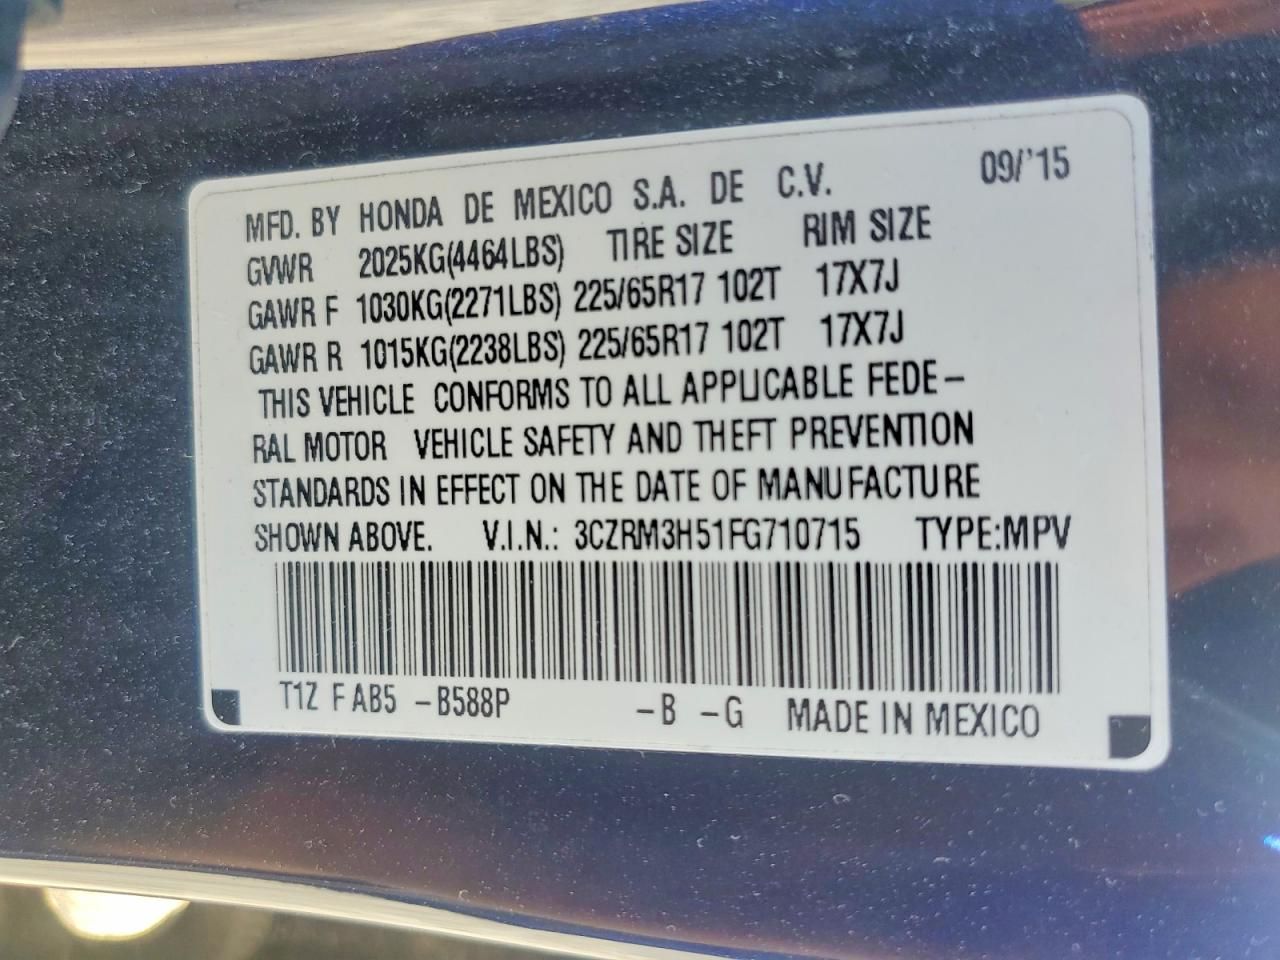 MFD. BY HONDA DE MEXICO S.A. DE C.V. 09/'15
GVWR 2025KG(4464LBS) TIRE SIZE RIM SIZE
GAWR F 1030KG(2271LBS) 225/65R17 102T 17X7J
GAWR R 1015KG(2238LBS) 225/65R17 102T 17X7J
THIS VEHICLE CONFORMS TO ALL APPLICABLE FEDE-
RAL MOTOR VEHICLE SAFETY AND THEFT PREVENTION
STANDARDS IN EFFECT ON THE DATE OF MANUFACTURE
SHOWN ABOVE. V.I.N.: 3CZRM3H51FG710715 TYPE:MPV
T1Z F AB5 -B588P -B -G MADE IN MEXICO